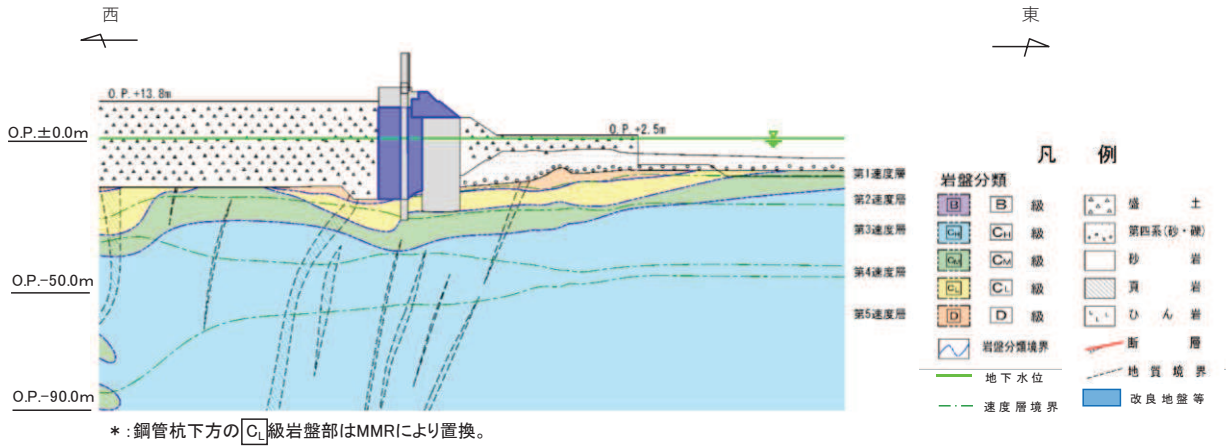 西
東
O.P.+13.8m
O.P.±0.0m
O.P.+2.5m
O.P.-50.0m
O.P.-90.0m
第1速度層
第2速度層
第3速度層
第4速度層
第5速度層
凡 例
岩盤分類
B B 級
CH CH 級
CM CM 級
CL CL 級
D D 級
岩盤分類境界
地下水位
速度層境界
盛 土
第四系(砂・礫)
砂 岩
頁 岩
ひ ん 岩
断 層
地 質 境 界
改良地盤等
*:鋼管杭下方のCL級岩盤部はMMRにより置換。